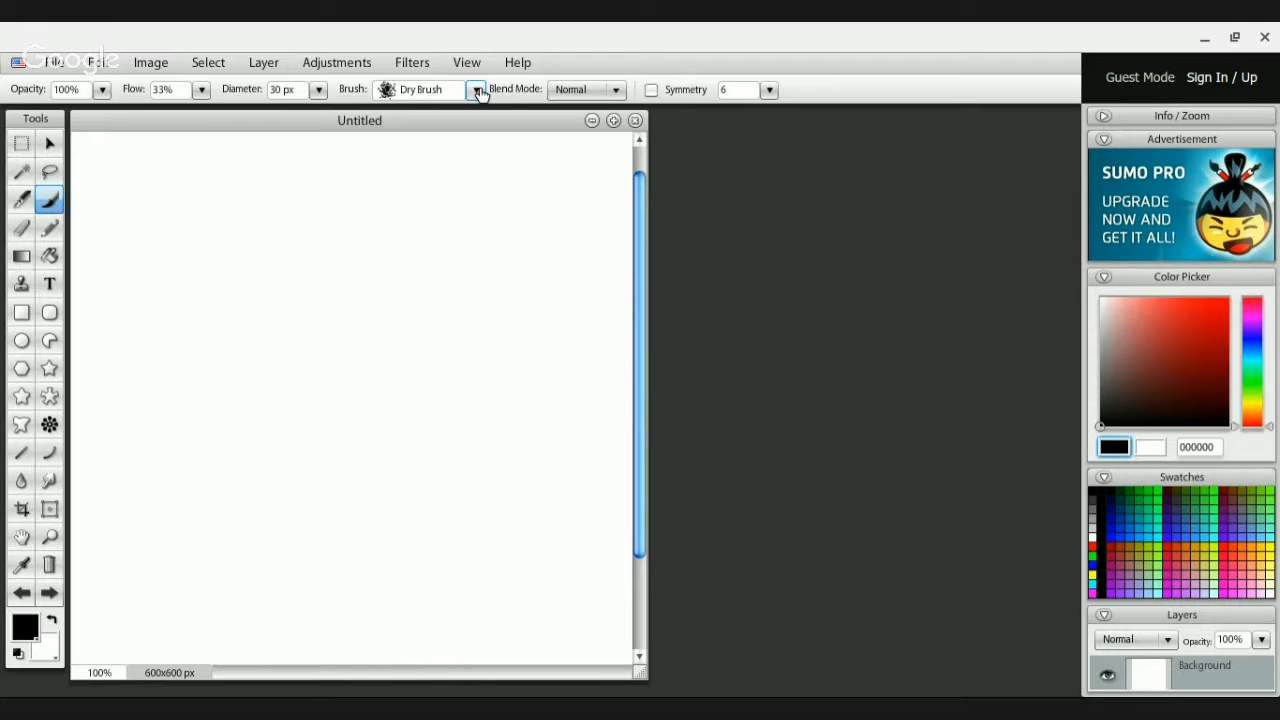 Google
File Edit Image Select Layer Adjustments Filters View Help
Guest Mode Sign In / Up
Opacity: 100% Flow: 33% Diameter: 30 px Brush: Dry Brush Blend Mode: Normal Symmetry 6
Tools
Untitled
Info / Zoom
Advertisement
SUMO PRO
UPGRADE
NOW AND
GET IT ALL!
Color Picker
000000
Swatches
Layers
Normal Opacity: 100%
Background
100% 600x600 px
T